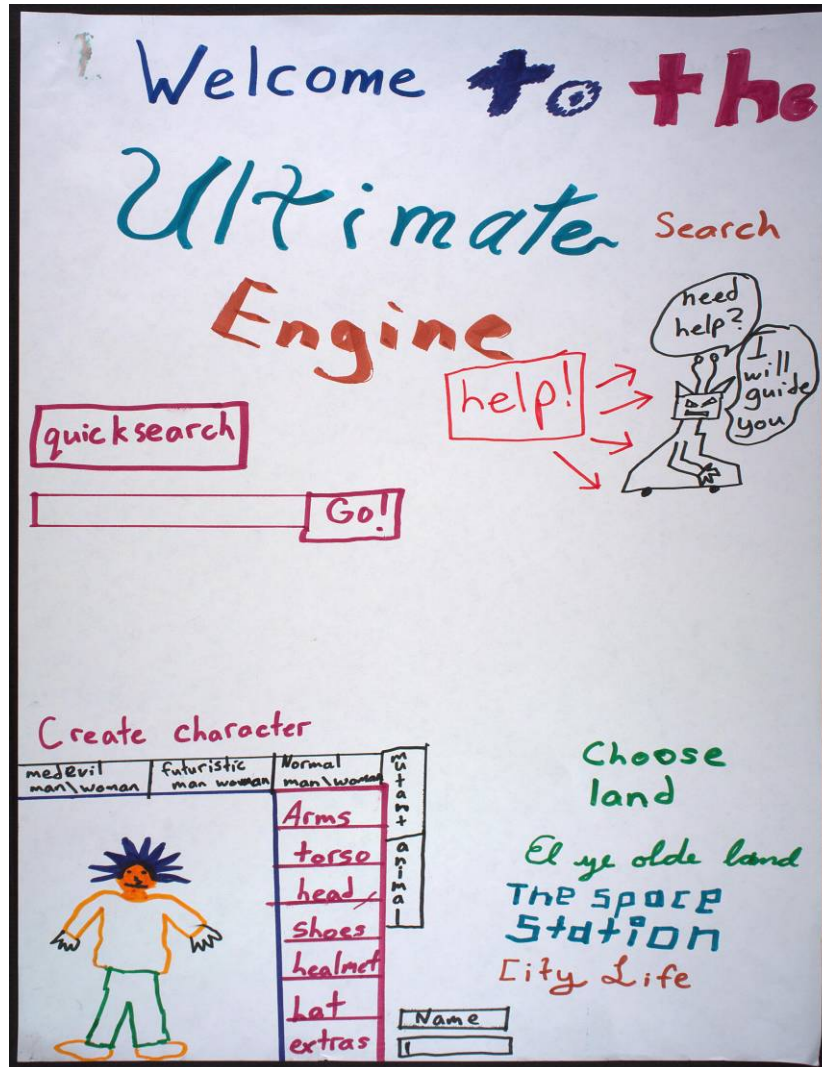 Welcome to the
Ultimate Search
Engine
need
help?
I
will
guide
you
help!
quicksearch
Go!
Create character
medevil
man\woman
futuristic
man woman
Normal
man\woman
mutant
animal
Arms
torso
head
shoes
healmet
hat
extras
Name
Choose
land
El ye olde land
The Space
Station
City Life